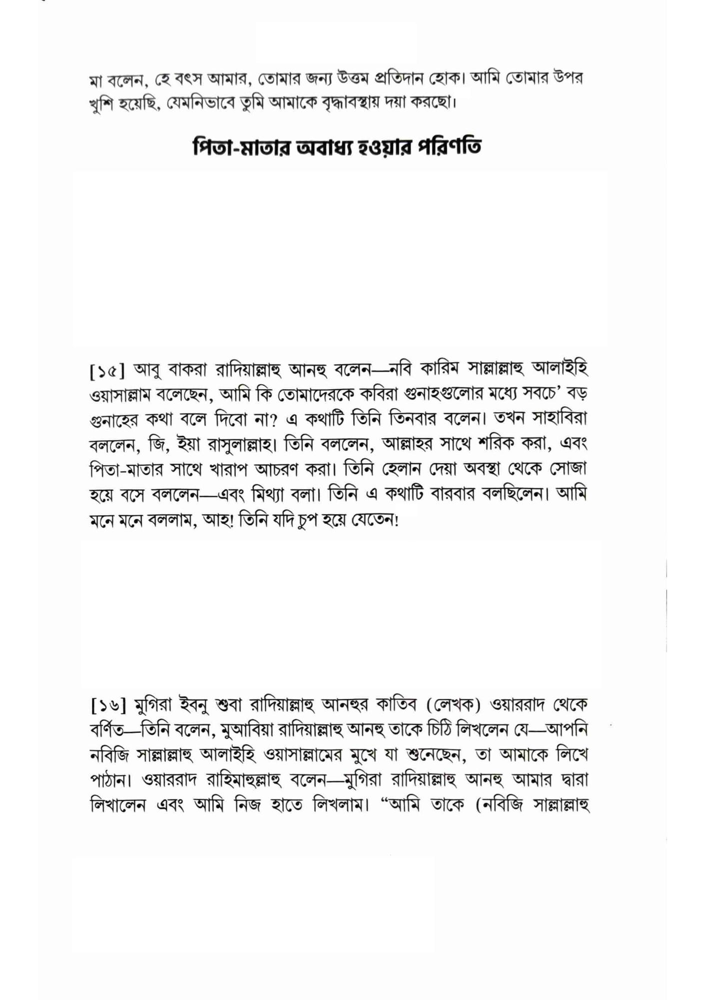 মা বলেন, হে বৎস আমার, তোমার জন্য উত্তম প্রতিদান হোক। আমি তোমার উপর
খুশি হয়েছি, যেমনিভাবে তুমি আমাকে বৃদ্ধাবস্থায় দয়া করছো।
পিতা-মাতার অবাধ্য হওয়ার পরিণতি
[১৫] আবু বাকরা রাদিয়াল্লাহু আনহু বলেন—নবি কারিম সাল্লাল্লাহু আলাইহি
ওয়াসাল্লাম বলেছেন, আমি কি তোমাদেরকে কবিরা গুনাহগুলোর মধ্যে সবচে’ বড়
গুনাহের কথা বলে দিবো না? এ কথাটি তিনি তিনবার বলেন। তখন সাহাবিরা
বললেন, জি, ইয়া রাসুলাল্লাহ। তিনি বললেন, আল্লাহর সাথে শরিক করা, এবং
পিতা-মাতার সাথে খারাপ আচরণ করা। তিনি হেলান দেয়া অবস্থা থেকে সোজা
হয়ে বসে বললেন—এবং মিথ্যা বলা। তিনি এ কথাটি বারবার বলছিলেন। আমি
মনে মনে বললাম, আহ! তিনি যদি চুপ হয়ে যেতেন!
[১৬] মুগিরা ইবনু শুবা রাদিয়াল্লাহু আনহুর কাতিব (লেখক) ওয়াররাদ থেকে
বর্ণিত—তিনি বলেন, মুআবিয়া রাদিয়াল্লাহু আনহু তাকে চিঠি লিখলেন যে—আপনি
নবিজি সাল্লাল্লাহু আলাইহি ওয়াসাল্লামের মুখে যা শুনেছেন, তা আমাকে লিখে
পাঠান। ওয়াররাদ রাহিমাহুল্লাহু বলেন—মুগিরা রাদিয়াল্লাহু আনহু আমার দ্বারা
লিখালেন এবং আমি নিজ হাতে লিখলাম। “আমি তাকে (নবিজি সাল্লাল্লাহু